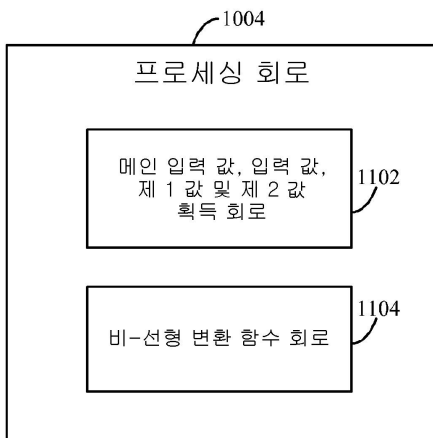 1004
프로세싱 회로
메인 입력 값, 입력 값,
제 1 값 및 제 2 값
획득 회로
1102
1104
비-선형 변환 함수 회로